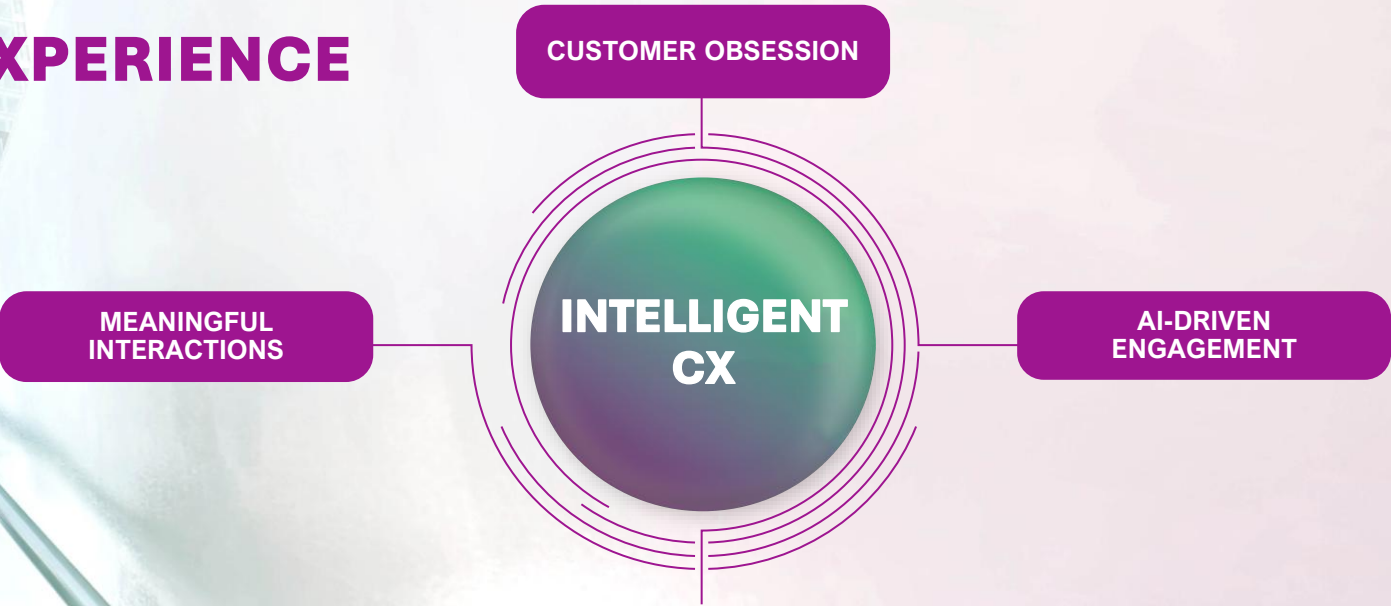 XPERIENCE
CUSTOMER OBSESSION
MEANINGFUL
INTERACTIONS
INTELLIGENT
CX
AI-DRIVEN
ENGAGEMENT